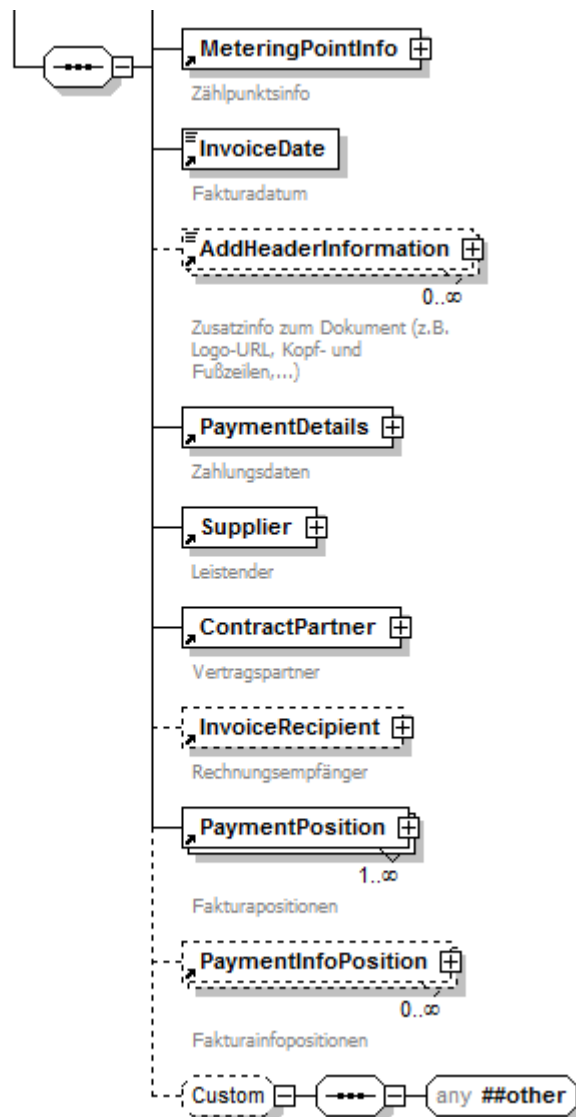 MeteringPointInfo
Zählpunktsinfo
InvoiceDate
Fakturadatum
AddHeaderInformation
0..∞
Zusatzinfo zum Dokument (z.B.
Logo-URL, Kopf- und
Fußzeilen,...)
PaymentDetails
Zahlungsdaten
Supplier
Leistender
ContractPartner
Vertragspartner
InvoiceRecipient
Rechnungsempfänger
PaymentPosition
1..∞
Fakturapositionen
PaymentInfoPosition
0..∞
Fakturainfopositionen
Custom any ##other